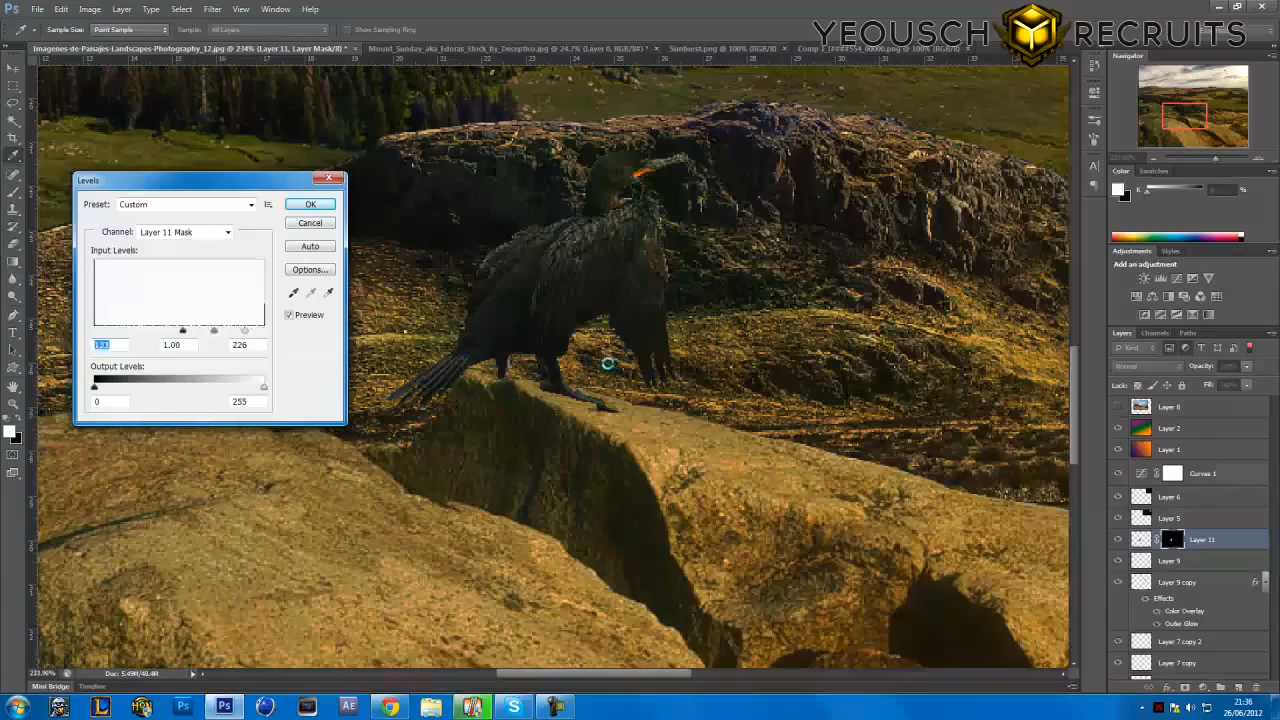 Ps File Edit Image Layer Type Select Filter View Window Help
YEOUSCH RECRUITS
Sample Size: Point Sample Sample: All Layers Show Sampling Ring
Imagenes-de-Paisajes-Landscapes-Photography_12.jpg @ 234% (Layer 11, Layer Mask/8) *
Mound_Sunday_aka_Edoras_Stock_by_Deceptico.jpg @ 24.7% (Layer 0, RGB/8#) *
Sunburst.png @ 100% (RGB/8)
Comp 1_[####]554_00000.png @ 100% (RGB/8)
Navigator
Color Swatches
K %
Adjustments Styles
Add an adjustment
Layers Channels Paths
Kind
Normal Opacity:
Lock: Fill:
Layer 8
Layer 2
Layer 1
Curves 1
Layer 6
Layer 5
Layer 11
Layer 9
Layer 9 copy fx
Effects
Color Overlay
Outer Glow
Layer 7 copy 2
Layer 7 copy
Levels
Preset: Custom OK
Cancel
Channel: Layer 11 Mask
Auto
Input Levels:
Options...
Preview
1.00 226
Output Levels:
0 255
233.96% Doc: 5.49M/40.4M
Mini Bridge Timeline
21:36
26/06/2012